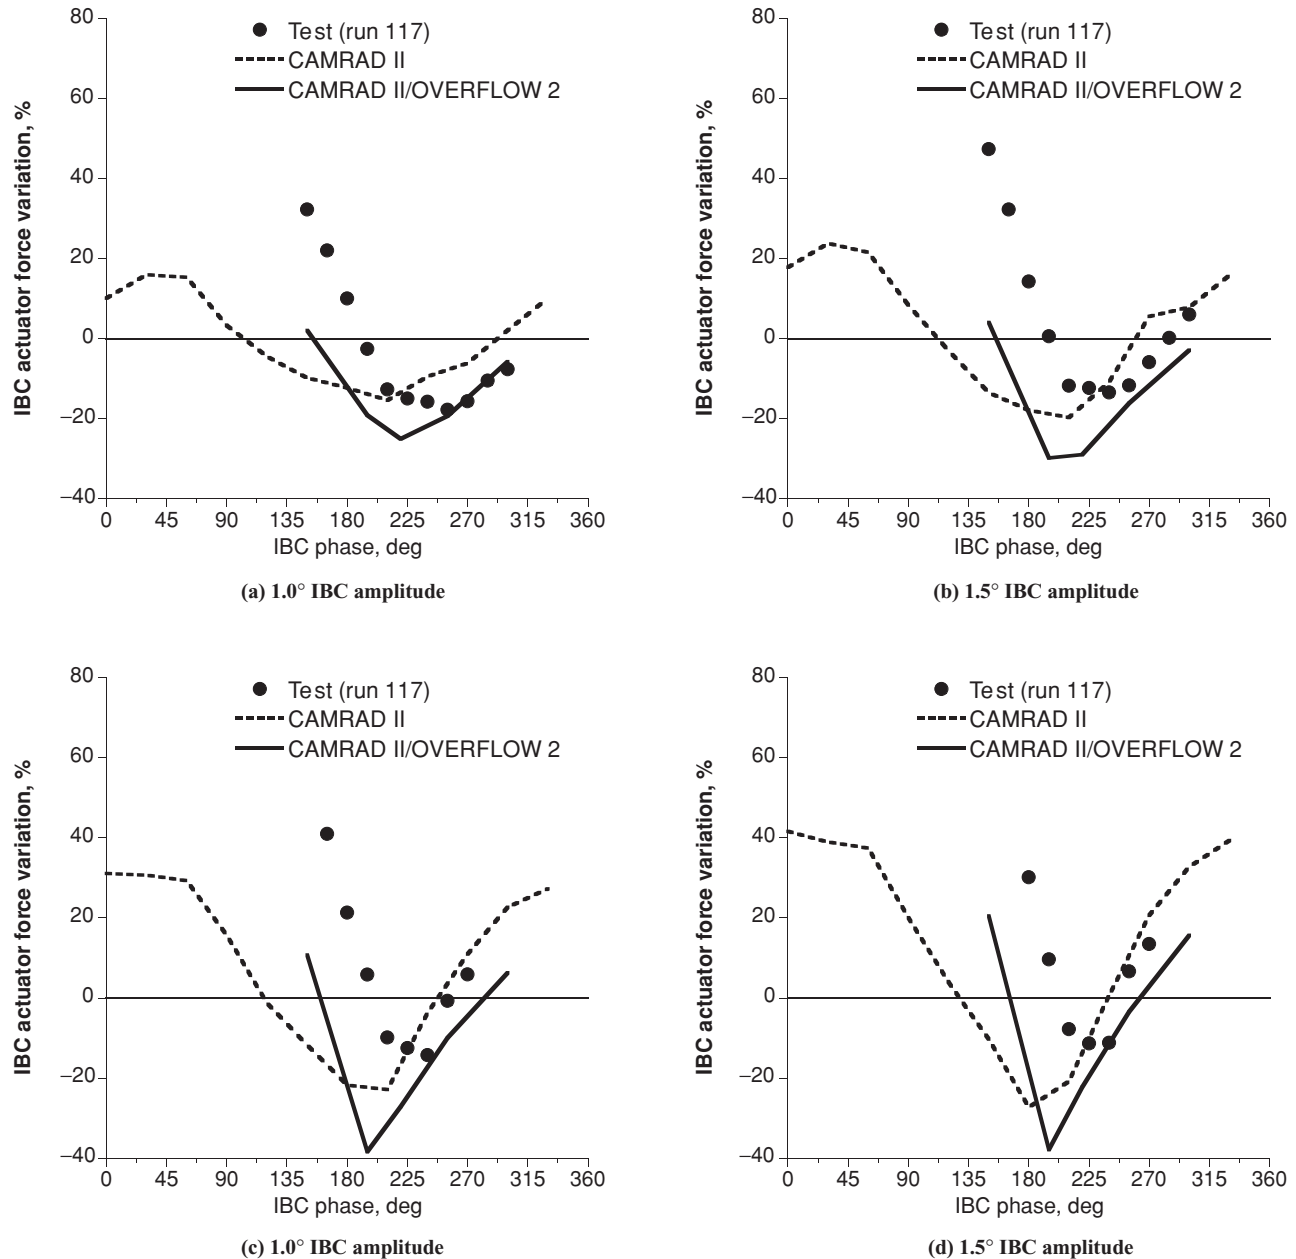 80
60
40
20
0
−20
−40
IBC actuator force variation, %
Test (run 117)
CAMRAD II
CAMRAD II/OVERFLOW 2
0 45 90 135 180 225 270 315 360
IBC phase, deg
(a) 1.0° IBC amplitude
80
60
40
20
0
−20
−40
IBC actuator force variation, %
Test (run 117)
CAMRAD II
CAMRAD II/OVERFLOW 2
0 45 90 135 180 225 270 315 360
IBC phase, deg
(b) 1.5° IBC amplitude
80
60
40
20
0
−20
−40
IBC actuator force variation, %
Test (run 117)
CAMRAD II
CAMRAD II/OVERFLOW 2
0 45 90 135 180 225 270 315 360
IBC phase, deg
(c) 1.0° IBC amplitude
80
60
40
20
0
−20
−40
IBC actuator force variation, %
Test (run 117)
CAMRAD II
CAMRAD II/OVERFLOW 2
0 45 90 135 180 225 270 315 360
IBC phase, deg
(d) 1.5° IBC amplitude